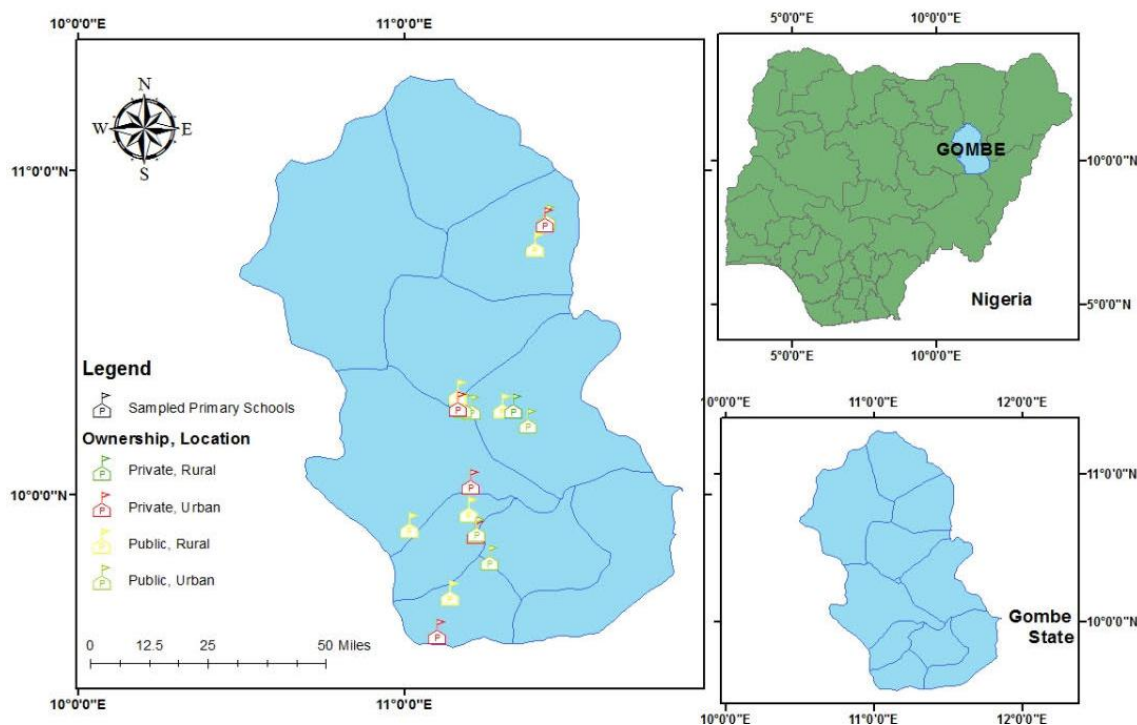 10°0'0"E 11°0'0"E
N
W E
S
11°0'0"N
10°0'0"N
Legend
P Sampled Primary Schools
Ownership, Location
P Private, Rural
P Private, Urban
P Public, Rural
P Public, Urban
0 12.5 25 50 Miles
10°0'0"E 11°0'0"E
5°0'0"E 10°0'0"E
GOMBE
10°0'0"N
Nigeria
5°0'0"N
5°0'0"E 10°0'0"E
10°0'0"E 11°0'0"E 12°0'0"E
11°0'0"N
Gombe
State
10°0'0"N
10°0'0"E 11°0'0"E 12°0'0"E